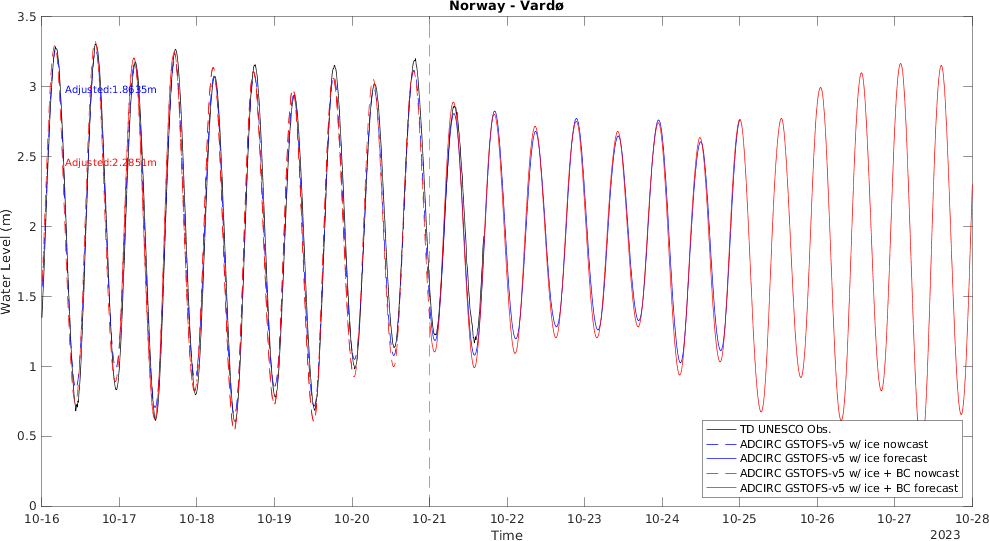 Norway - Vardø
3.5
3
2.5
2
1.5
1
0.5
0
Water Level (m)
Adjusted:1.8635m
Adjusted:2.2851m
TD UNESCO Obs.
ADCIRC GSTOFS-v5 w/ ice nowcast
ADCIRC GSTOFS-v5 w/ ice forecast
ADCIRC GSTOFS-v5 w/ ice + BC nowcast
ADCIRC GSTOFS-v5 w/ ice + BC forecast
10-16 10-17 10-18 10-19 10-20 10-21 10-22 10-23 10-24 10-25 10-26 10-27 10-28
Time
2023